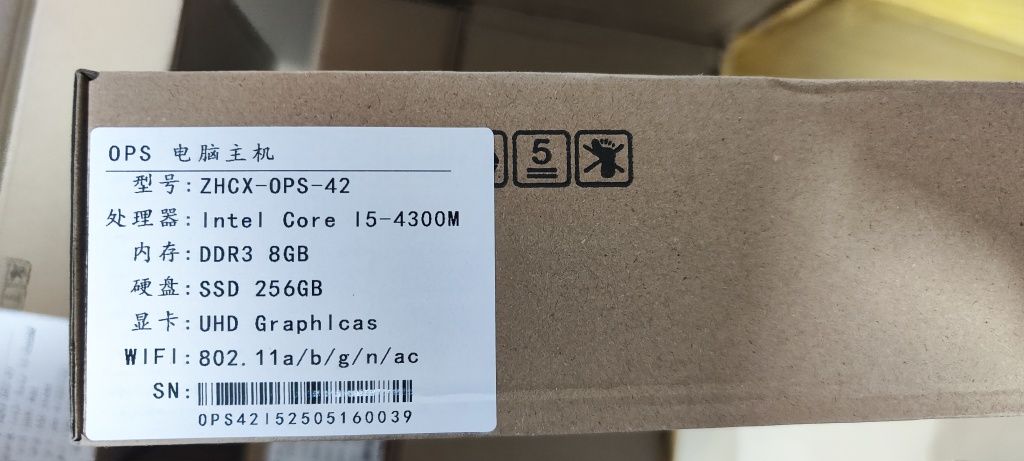 OPS 电脑主机
型号:ZHCX-OPS-42
处理器:Intel Core I5-4300M
内存:DDR3 8GB
硬盘:SSD 256GB
显卡:UHD Graphlcas
WIFI:802.11a/b/g/n/ac
SN:
OPS42I52505160039
5